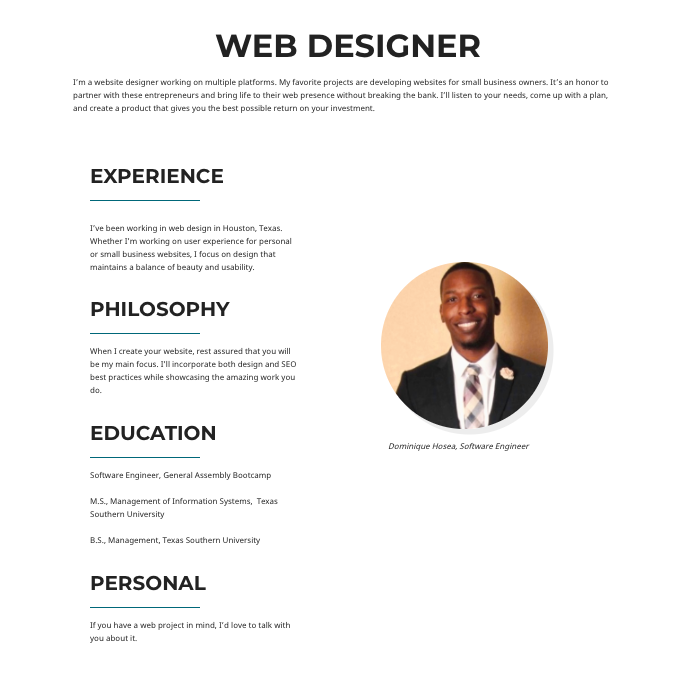 WEB DESIGNER
I'm a website designer working on multiple platforms. My favorite projects are developing websites for small business owners. It's an honor to
partner with these entrepreneurs and bring life to their web presence without breaking the bank. I'll listen to your needs, come up with a plan,
and create a product that gives you the best possible return on your investment.
EXPERIENCE
I've been working in web design in Houston, Texas.
Whether I'm working on user experience for personal
or small business websites, I focus on design that
maintains a balance of beauty and usability.
PHILOSOPHY
When I create your website, rest assured that you will
be my main focus. I'll incorporate both design and SEO
best practices while showcasing the amazing work you
do.
EDUCATION
Software Engineer, General Assembly Bootcamp
M.S., Management of Information Systems,  Texas
Southern University
B.S., Management, Texas Southern University
PERSONAL
If you have a web project in mind, I'd love to talk with
you about it.
Dominique Hosea, Software Engineer